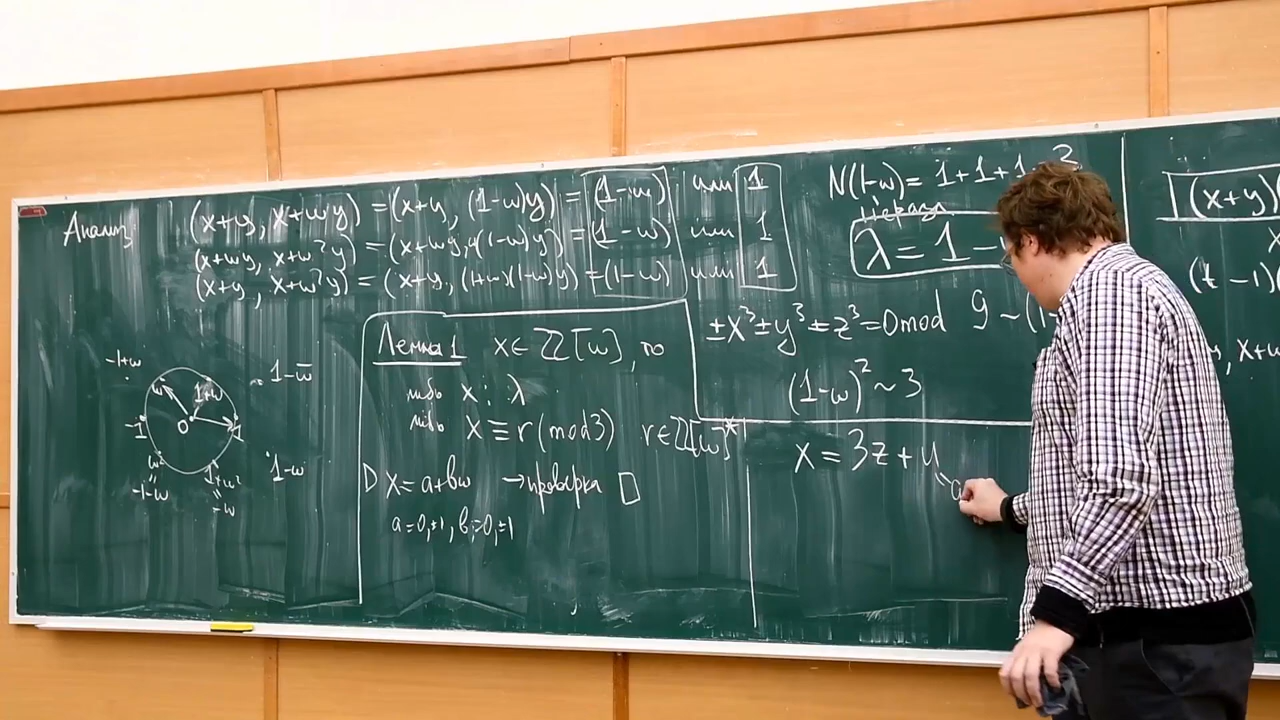 Анализ: (x+y, x+ωy) = (x+y, (1-ω)y) = (1-ω) или 1
(x+ωy, x+ω²y) = (x+ωy, ω(1-ω)y) = (1-ω) или 1
(x+y, x+ω²y) = (x+y, (1+ω)(1-ω)y) = (1-ω) или 1
N(1-ω) = 1+1+1=3
λ = 1-
±x³±y³±z³=0 mod 9 ~ (1
(1-ω)² ~ 3
Лемма 1 x∈ℤ[ω], то
либо x ⋮ λ
либо x ≡ r (mod3) r∈ℤ[ω]*
x = a+bω → проверка □
a=0,±1, b=0,±1
-1+ω
1-ω̄
ω
1+ω
-1
0
1
ω²
"
-1-ω
1+ω²
"
-ω
1-ω
x = 3z + u
(x+y)(
(t-1)(
, x+ω